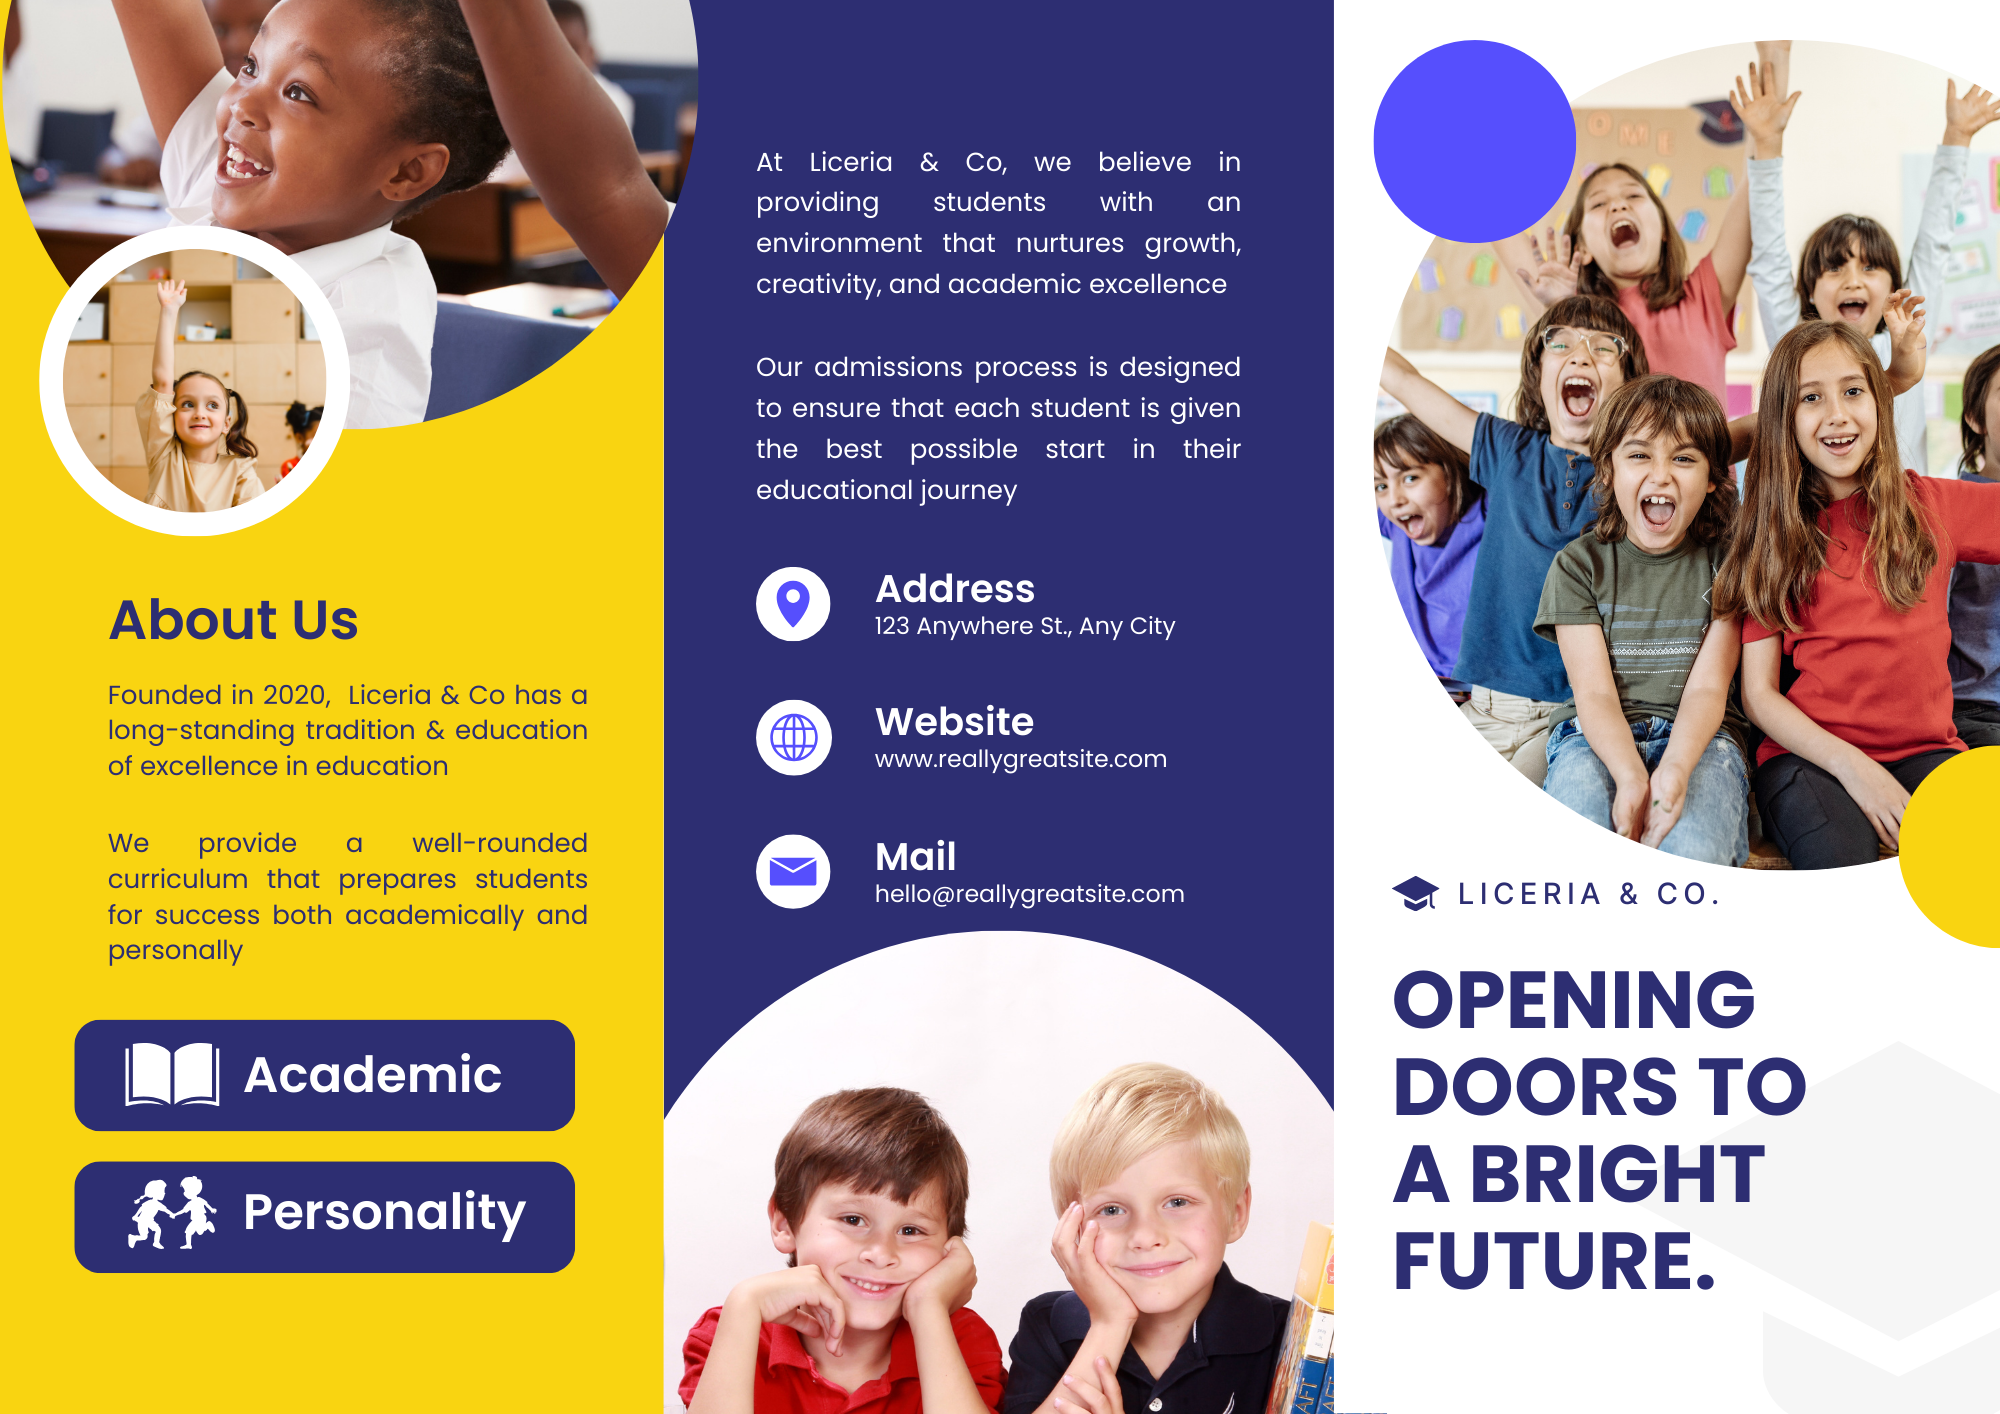 About Us
Founded in 2020,  Liceria & Co has a
long-standing tradition & education
of excellence in education
We provide a well-rounded
curriculum that prepares students
for success both academically and
personally
Academic
Personality
At Liceria & Co, we believe in
providing students with an
environment that nurtures growth,
creativity, and academic excellence
Our admissions process is designed
to ensure that each student is given
the best possible start in their
educational journey
Address
123 Anywhere St., Any City
Website
www.reallygreatsite.com
Mail
hello@reallygreatsite.com
OME
LICERIA & CO.
OPENING
DOORS TO
A BRIGHT
FUTURE.